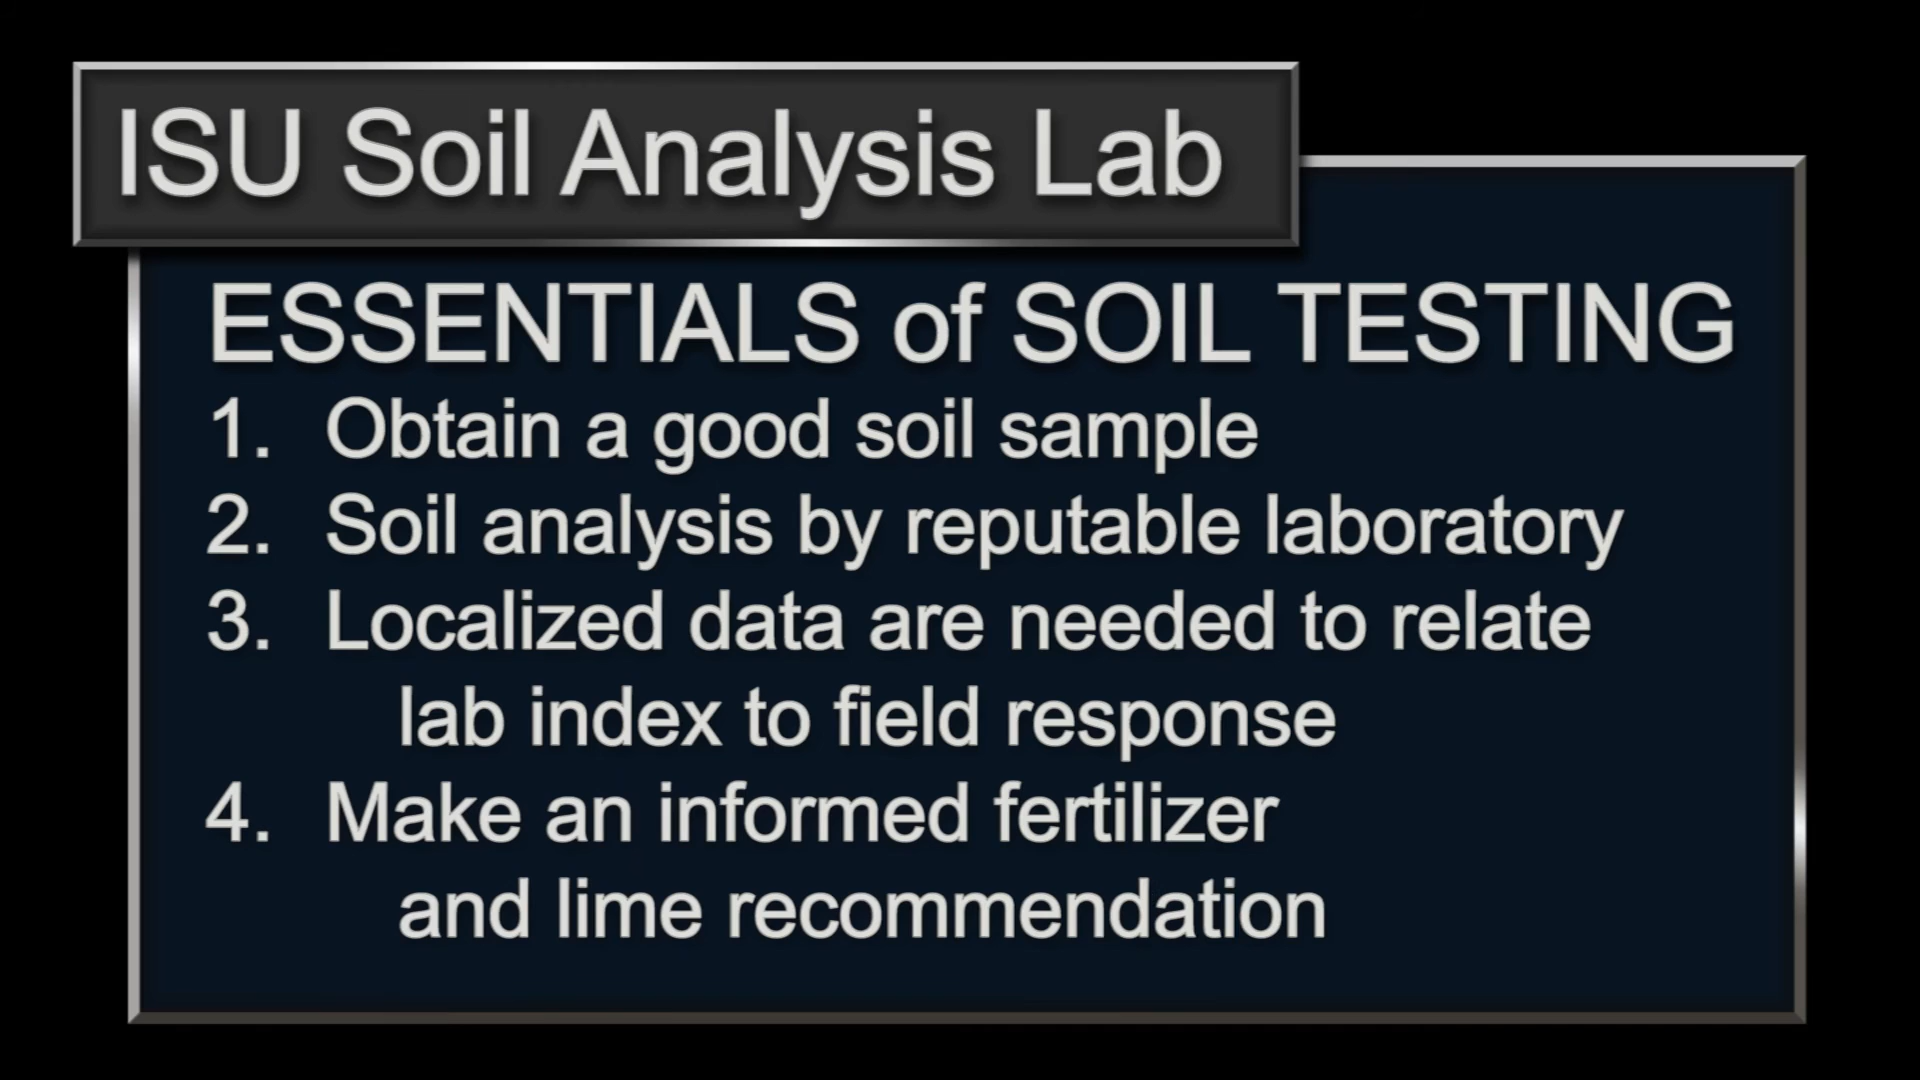 ISU Soil Analysis Lab
ESSENTIALS of SOIL TESTING
1. Obtain a good soil sample
2. Soil analysis by reputable laboratory
3. Localized data are needed to relate
lab index to field response
4. Make an informed fertilizer
and lime recommendation